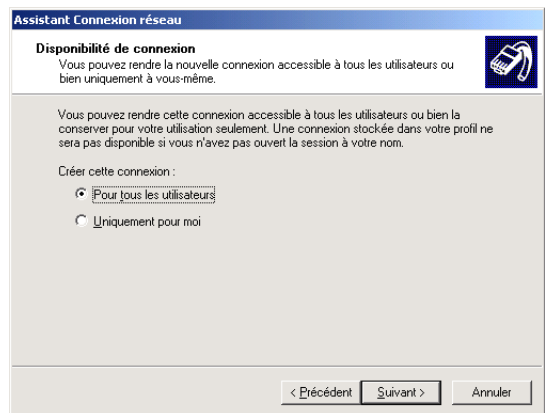 Assistant Connexion réseau
Disponibilité de connexion
Vous pouvez rendre la nouvelle connexion accessible à tous les utilisateurs ou
bien uniquement à vous-même.
Vous pouvez rendre cette connexion accessible à tous les utilisateurs ou bien la
conserver pour votre utilisation seulement. Une connexion stockée dans votre profil ne
sera pas disponible si vous n'avez pas ouvert la session à votre nom.
Créer cette connexion :
Pour tous les utilisateurs
Uniquement pour moi
< Précédent Suivant > Annuler